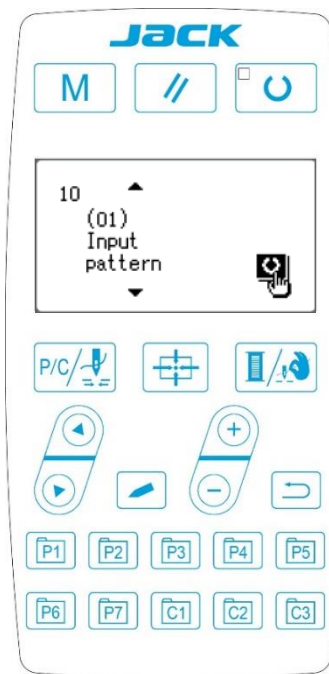 JACK
M
10
(01)
Input
pattern
P/C/
P1 P2 P3 P4 P5
P6 P7 C1 C2 C3